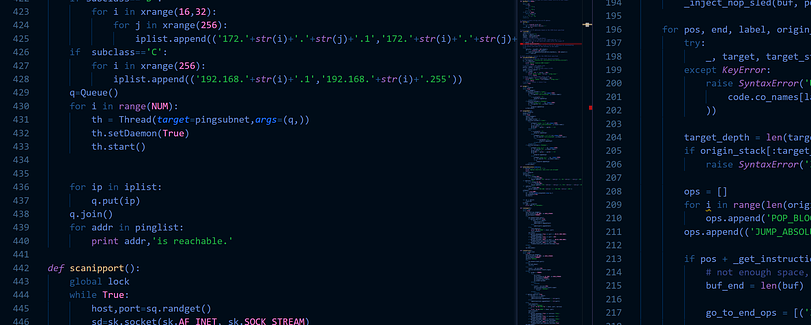 423 for i in xrange(16,32):
424 for j in xrange(256):
425 iplist.append(('172.'+str(i)+'.'+str(j)+'.1','172.'+str(i)+'.'+str(j)+
426 if subclass=='C':
427 for i in xrange(256):
428 iplist.append(('192.168.'+str(i)+'.1','192.168.'+str(i)+'.255'))
429 q=Queue()
430 for i in range(NUM):
431 th = Thread(target=pingsubnet,args=(q,))
432 th.setDaemon(True)
433 th.start()
434
435
436 for ip in iplist:
437 q.put(ip)
438 q.join()
439 for addr in pinglist:
440 print addr,'is reachable.'
441
442 def scanipport():
443 global lock
444 while True:
445 host,port=sq.randget()
446 sd=sk.socket(sk.AF_INET, sk.SOCK_STREAM)
194 _inject_nop_sled(buf, po
195
196 for pos, end, label, origin_
197 try:
198 _, target, target_st
199 except KeyError:
200 raise SyntaxError(
201 code.co_names[la
202 ))
203
204 target_depth = len(targ
205 if origin_stack[:target_
206 raise SyntaxError('
207
208 ops = []
209 for i in range(len(orig
210 ops.append('POP_BLO
211 ops.append(('JUMP_ABSOLU
212
213 if pos + _get_instructio
214 # not enough space,
215 buf_end = len(buf)
216
217 go_to_end_ops = [('